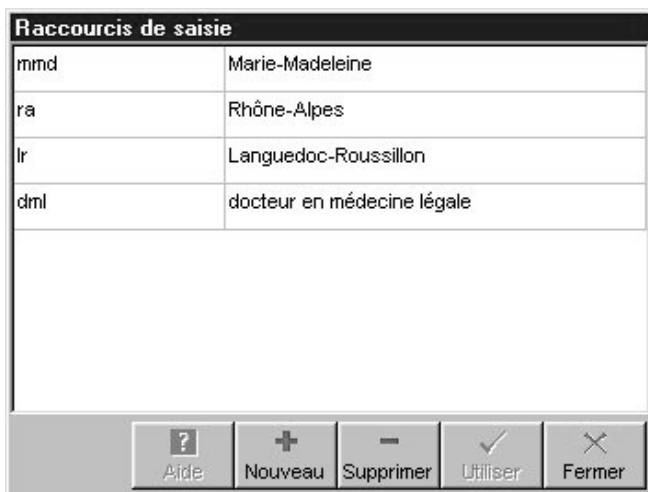 Raccourcis de saisie
mmd Marie-Madeleine
ra Rhône-Alpes
lr Languedoc-Roussillon
dml docteur en médecine légale
Aide Nouveau Supprimer Utiliser Fermer